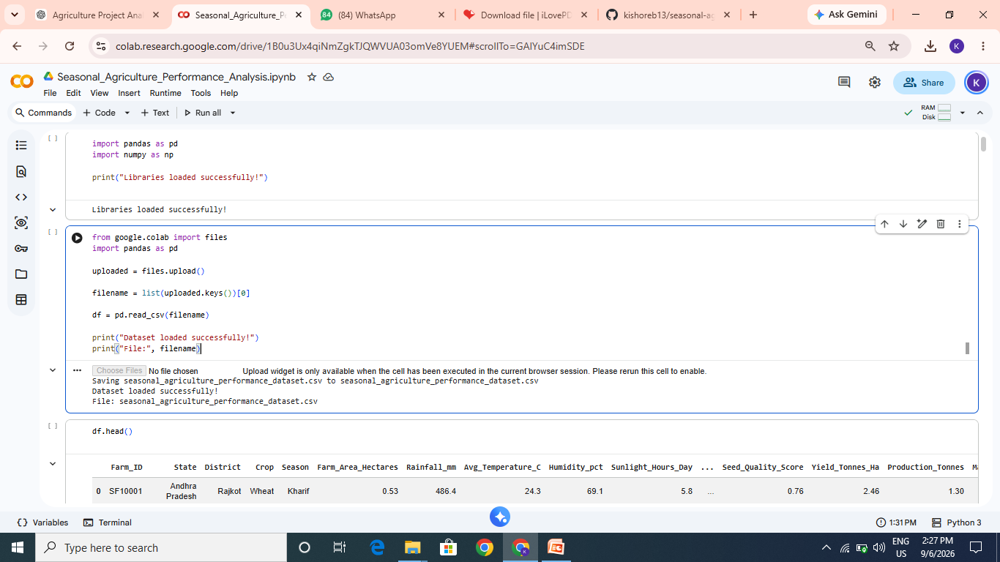 Agriculture Project Ana
Seasonal_Agriculture_P
84
(84) WhatsApp
Download file | iLovePD
kishoreb13/seasonal-ag
Ask Gemini
colab.research.google.com/drive/1B0u3Ux4qiNmZgkTJQWVUA03omVe8YUEM#scrollTo=GAlYuC4imSDE
K
Seasonal_Agriculture_Performance_Analysis.ipynb
Share
K
File Edit View Insert Runtime Tools Help
Commands
+ Code
+ Text
Run all
RAM
Disk
[ ]
import pandas as pd
import numpy as np
print("Libraries loaded successfully!")
Libraries loaded successfully!
[ ]
from google.colab import files
import pandas as pd
uploaded = files.upload()
filename = list(uploaded.keys())[0]
df = pd.read_csv(filename)
print("Dataset loaded successfully!")
print("File:", filename)
Choose Files No file chosen Upload widget is only available when the cell has been executed in the current browser session. Please rerun this cell to enable.
Saving seasonal_agriculture_performance_dataset.csv to seasonal_agriculture_performance_dataset.csv
Dataset loaded successfully!
File: seasonal_agriculture_performance_dataset.csv
[ ]
df.head()
Farm_ID State District Crop Season Farm_Area_Hectares Rainfall_mm Avg_Temperature_C Humidity_pct Sunlight_Hours_Day ... Seed_Quality_Score Yield_Tonnes_Ha Production_Tonnes
0 SF10001 Andhra Pradesh Rajkot Wheat Kharif 0.53 486.4 24.3 69.1 5.8 ... 0.76 2.46 1.30
Variables
Terminal
1:31 PM
Python 3
Type here to search
ENG
US
2:27 PM
9/6/2026